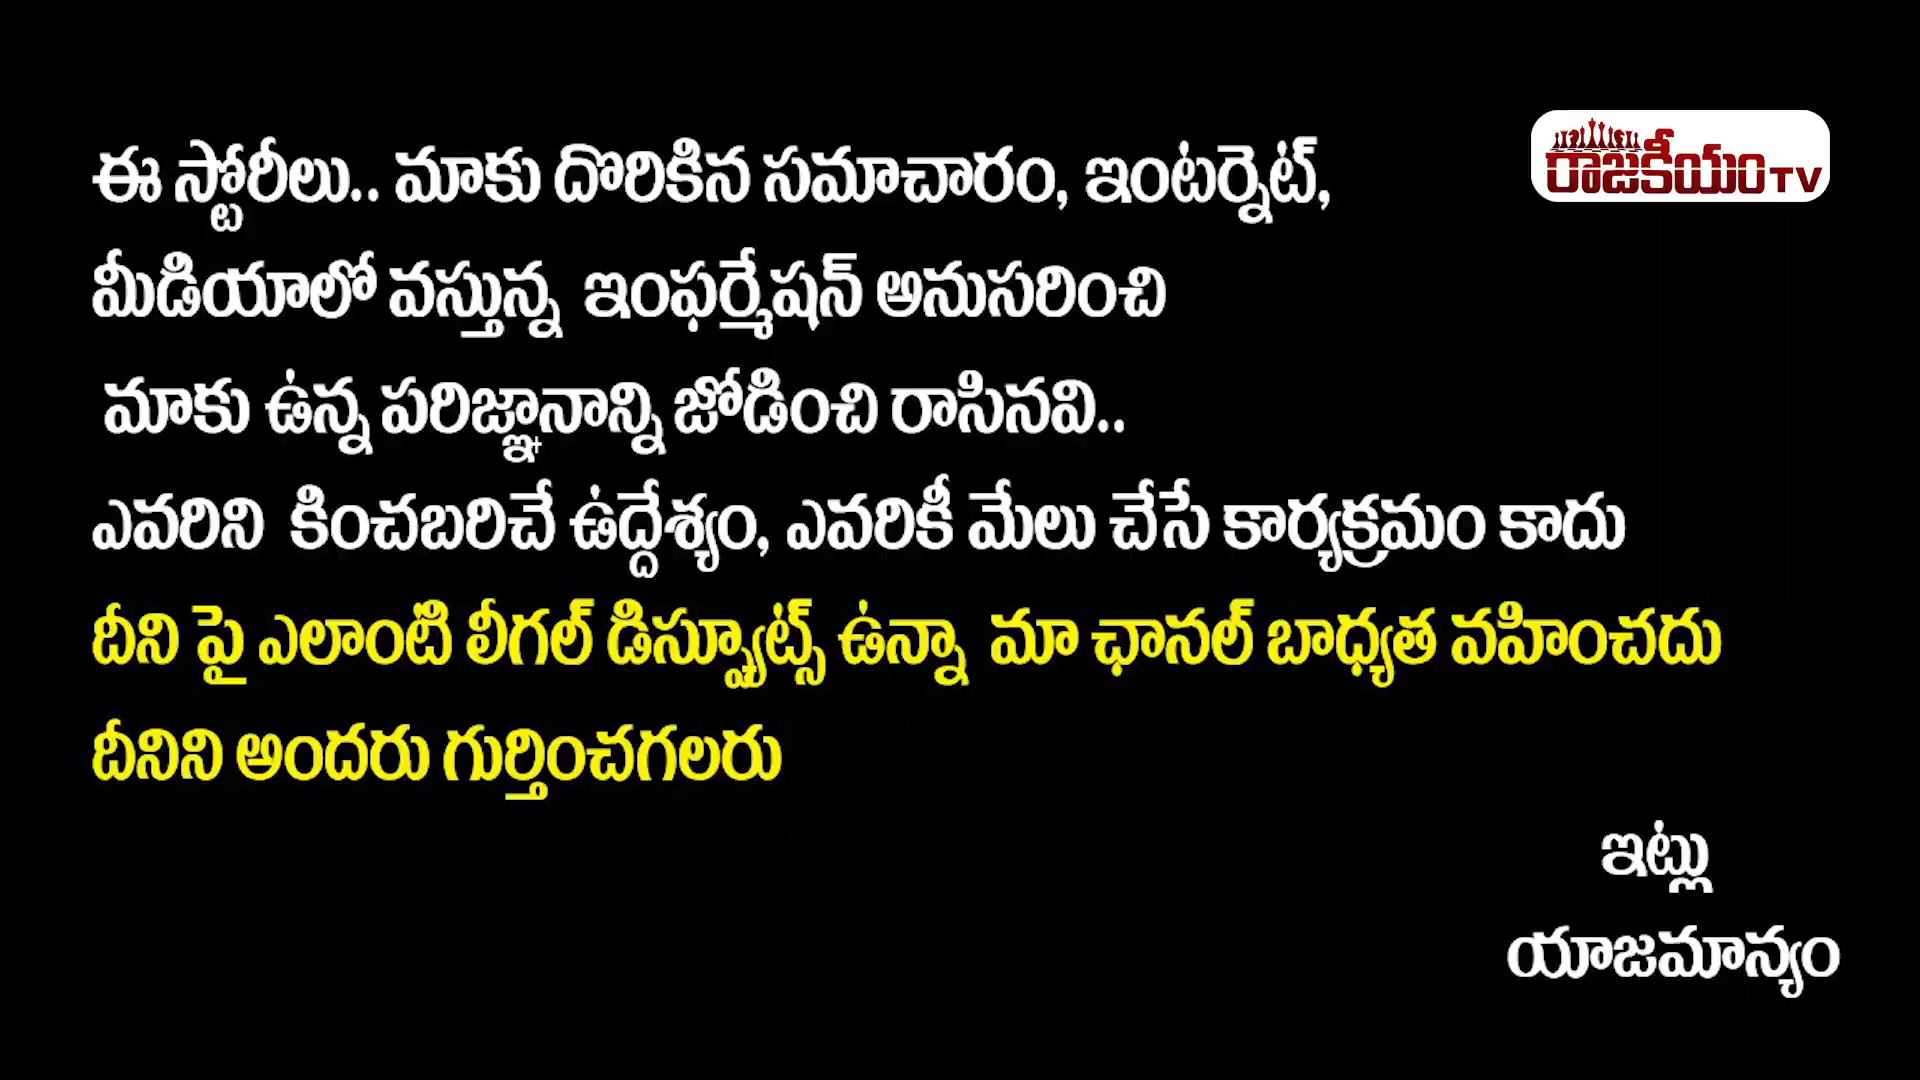 రాజకీయంTV
ఈ స్టోరీలు.. మాకు దొరికిన సమాచారం, ఇంటర్నెట్,
మీడియాలో వస్తున్న ఇంఫర్మేషన్ అనుసరించి
మాకు ఉన్న పరిజ్ఞానాన్ని జోడించి రాసినవి..
ఎవరిని కించబరిచే ఉద్దేశ్యం, ఎవరికీ మేలు చేసే కార్యక్రమం కాదు
దీని పై ఎలాంటి లీగల్ డిస్ప్యూట్స్ ఉన్నా మా ఛానల్ బాధ్యత వహించదు
దీనిని అందరు గుర్తించగలరు
ఇట్లు
యాజమాన్యం